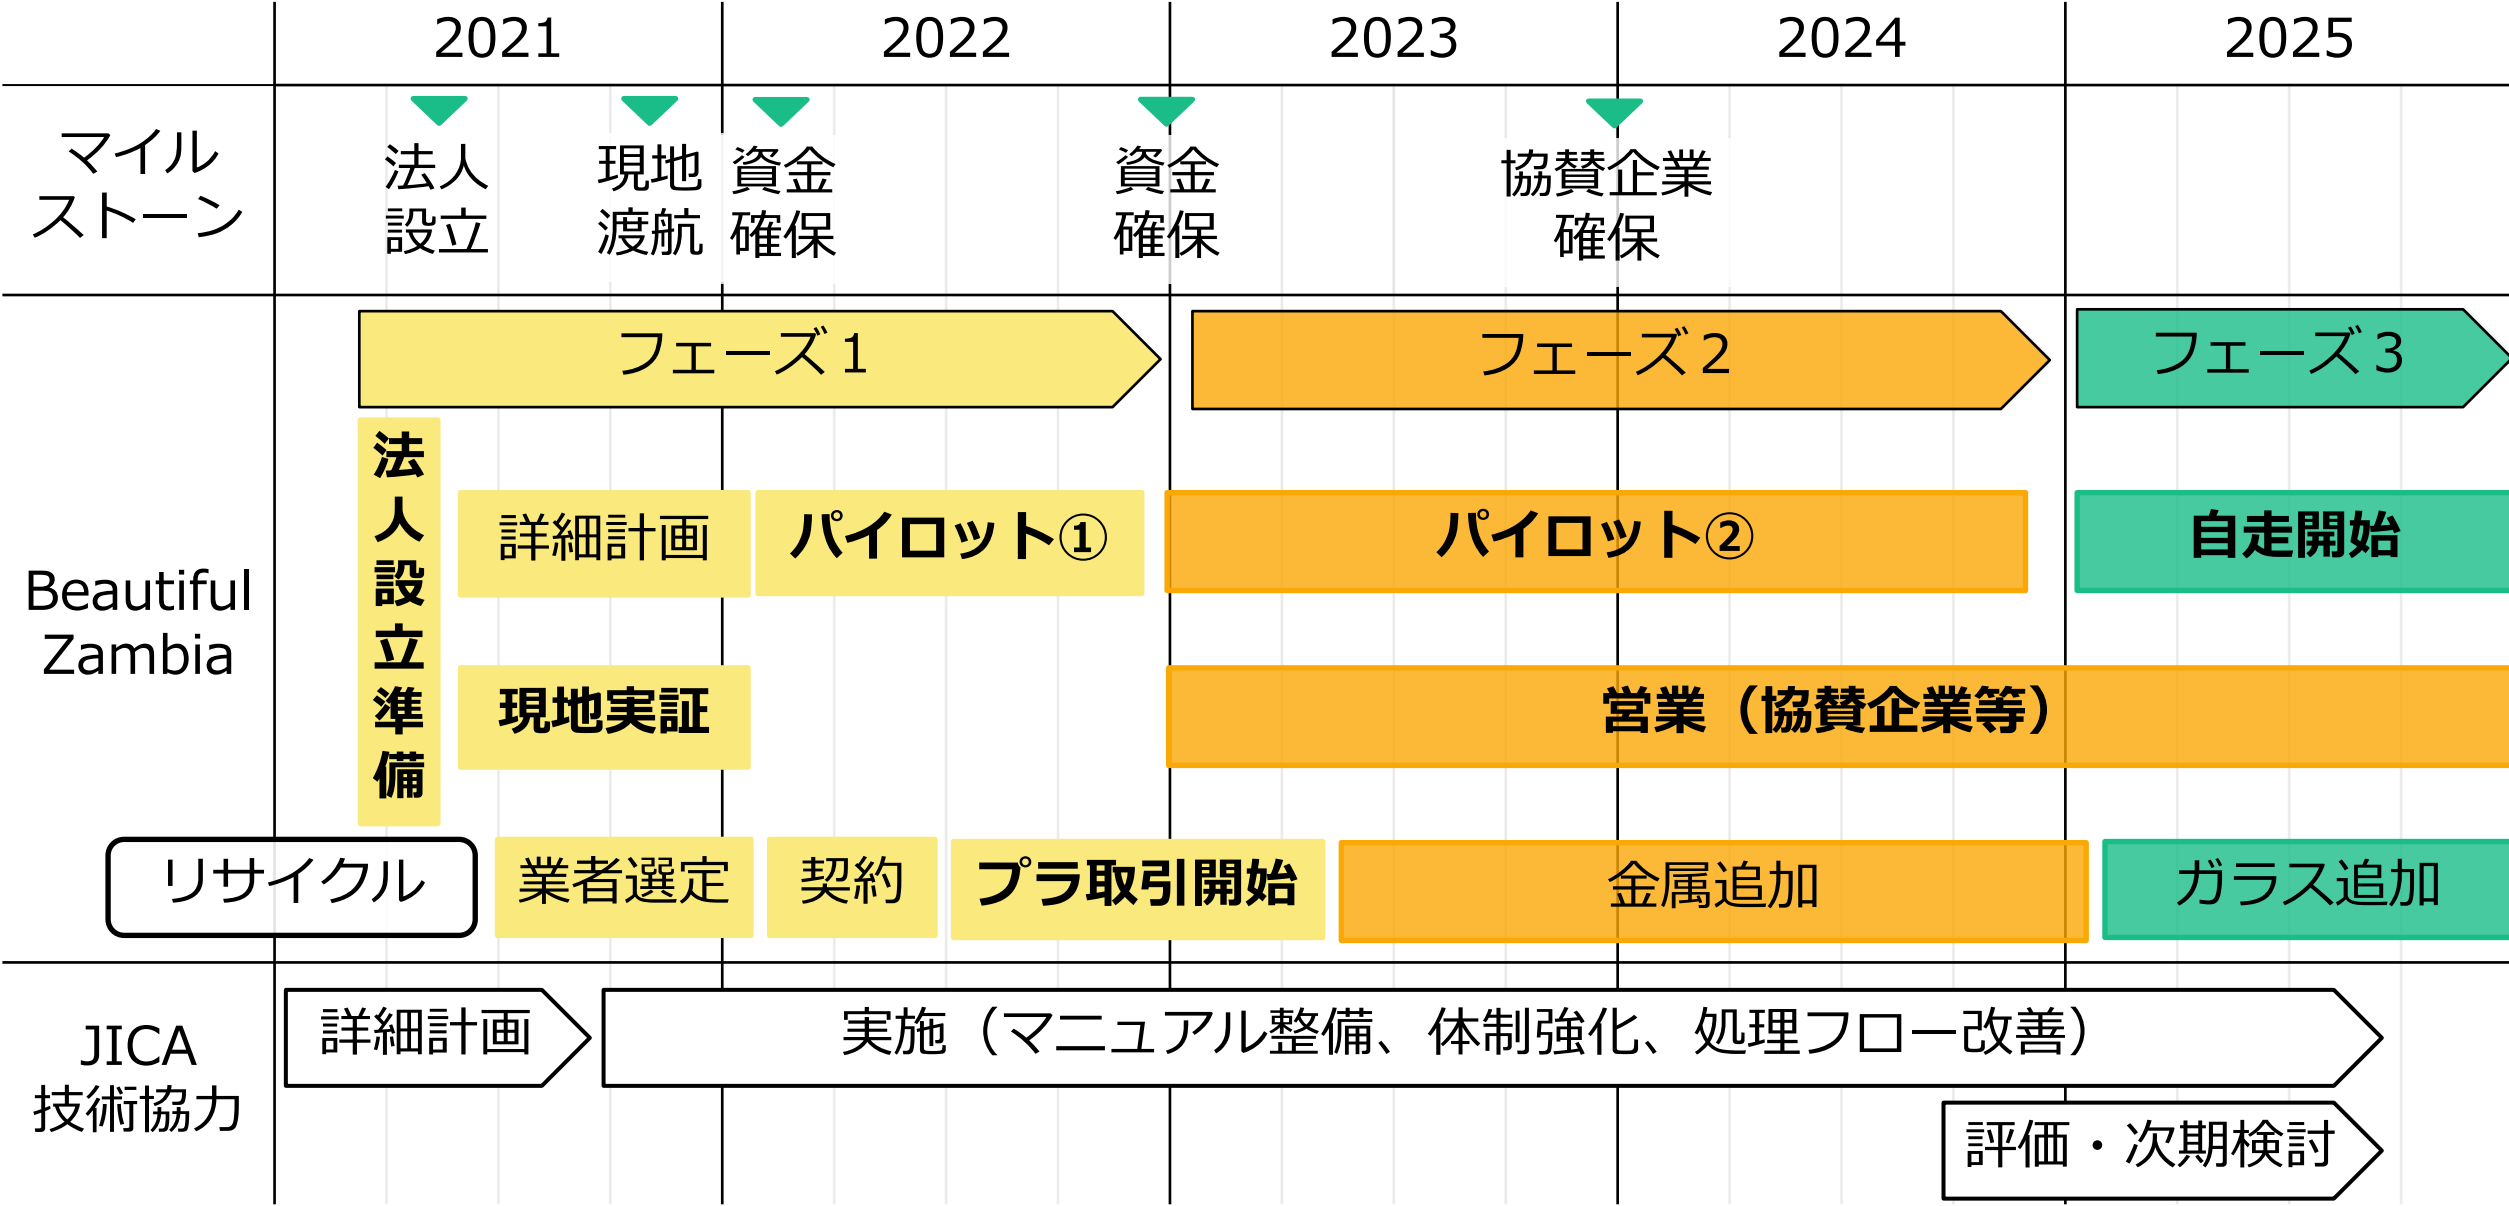 2021
2022
2023
2024
2025
マイル
ストーン
法人
設立
現地
渡航
資金
確保
資金
確保
協賛企業
確保
Beautiful
Zambia
フェーズ 1
フェーズ 2
フェーズ 3
法人設立準備
詳細計画
パイロット①
パイロット②
自走開始
現地実証
営業（協賛企業等）
リサイクル
業者選定
契約
プラ取引開始
金属追加
ガラス追加
JICA
技術協力
詳細計画
実施（マニュアル整備、体制強化、処理フロー改善）
評価・次期検討